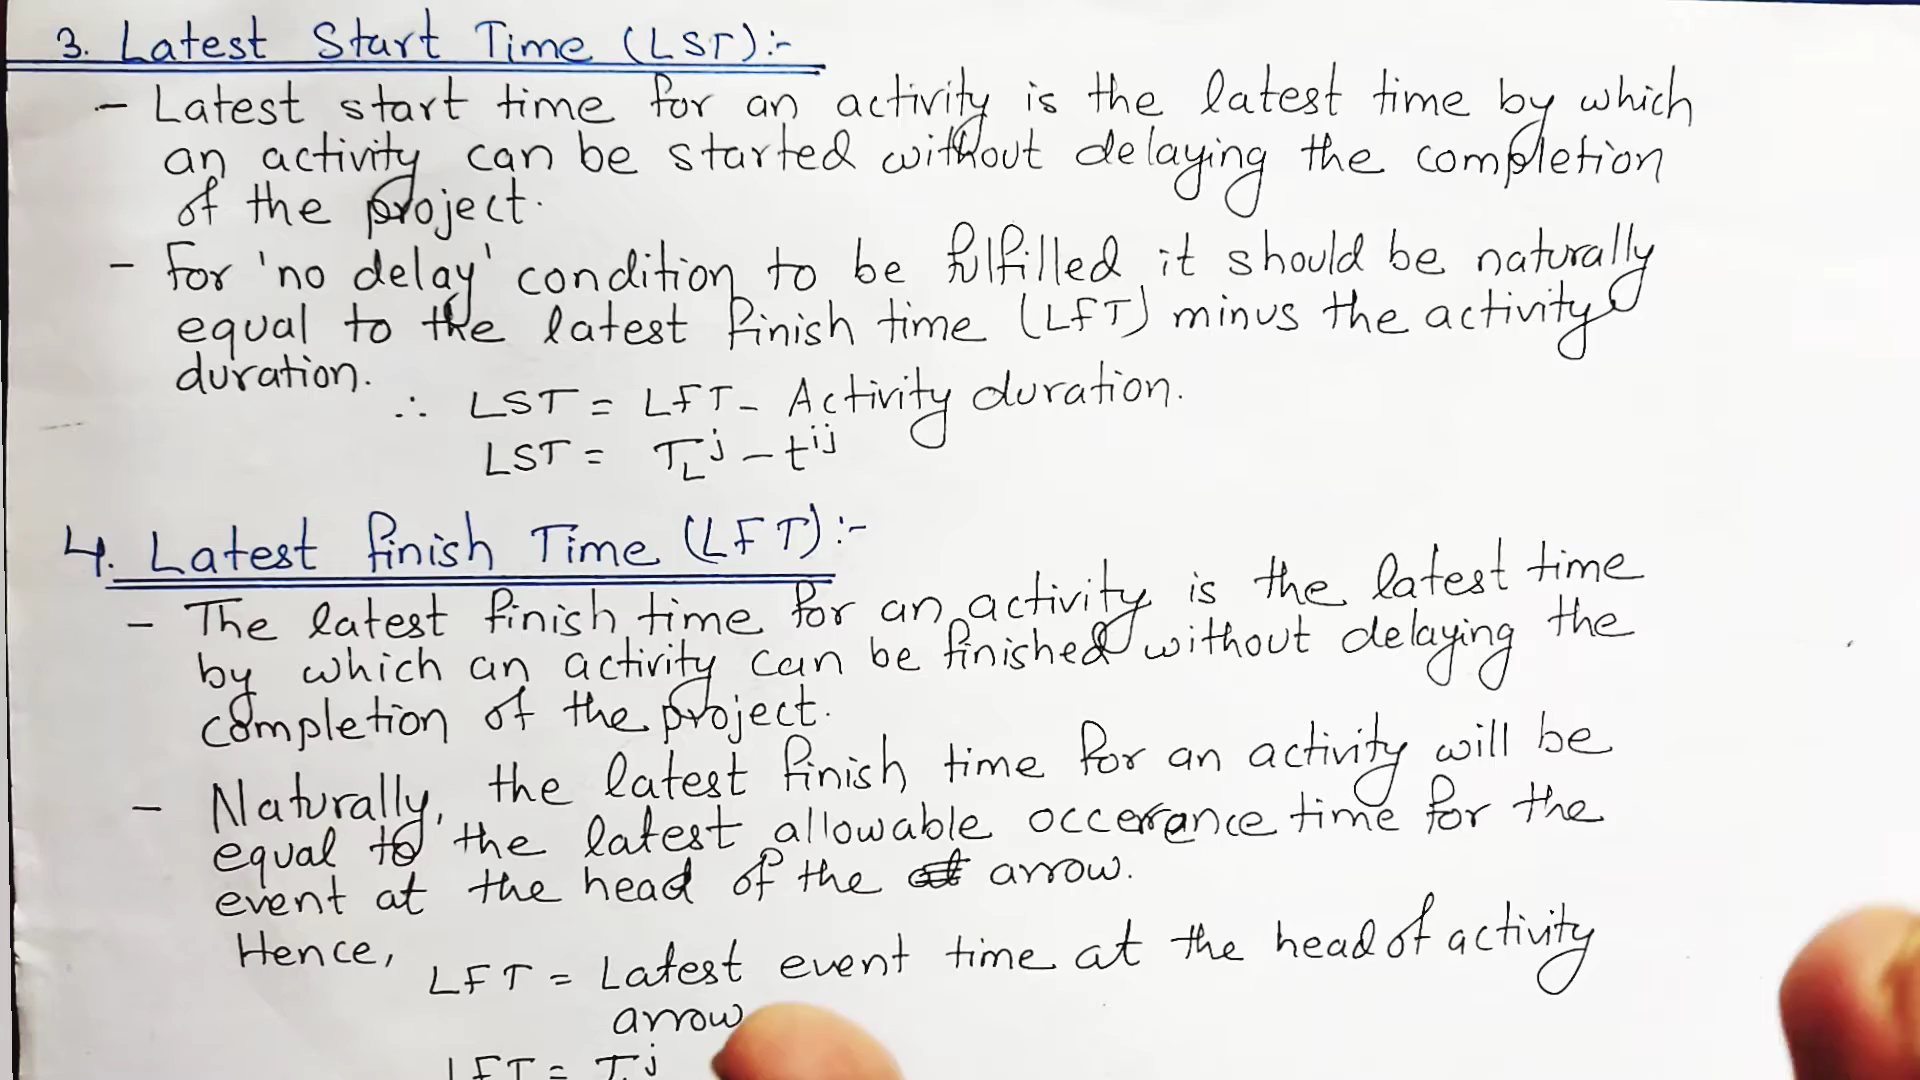 3. Latest Start Time (LST):-
- Latest start time for an activity is the latest time by which
an activity can be started without delaying the completion
of the project.
- For 'no delay' condition to be fulfilled it should be naturally
equal to the latest finish time (LFT) minus the activity
duration.
∴ LST = LFT - Activity duration.
LST = T_L^j - t^ij
4. Latest finish Time (LFT):-
- The latest finish time for an activity is the latest time
by which an activity can be finished without delaying the
completion of the project.
- Naturally, the latest finish time for an activity will be
equal to the latest allowable occerrance time for the
event at the head of the arrow.
Hence,
LFT = Latest event time at the head of activity
arrow
LFT =